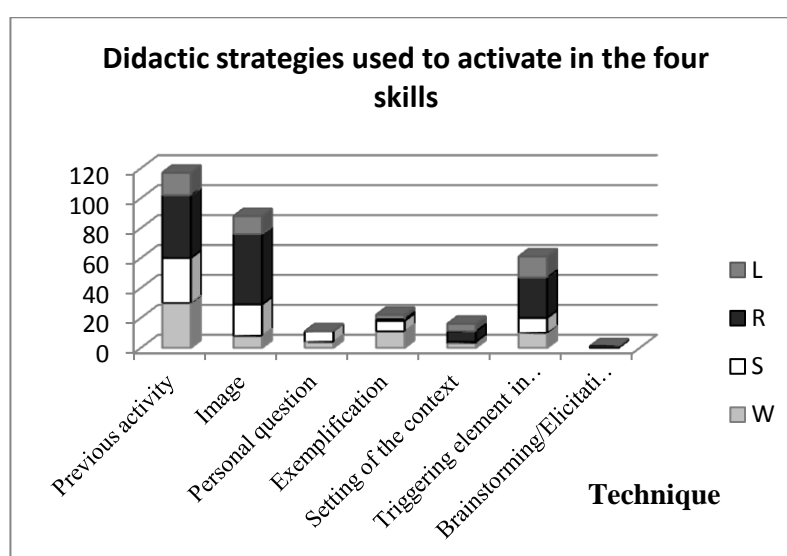 Didactic strategies used to activate in the four
skills
120
100
80
60
40
20
0
L
R
S
W
Previous activity
Image
Personal question
Exemplification
Setting of the context
Triggering element in..
Brainstorming/Elicitati..
Technique